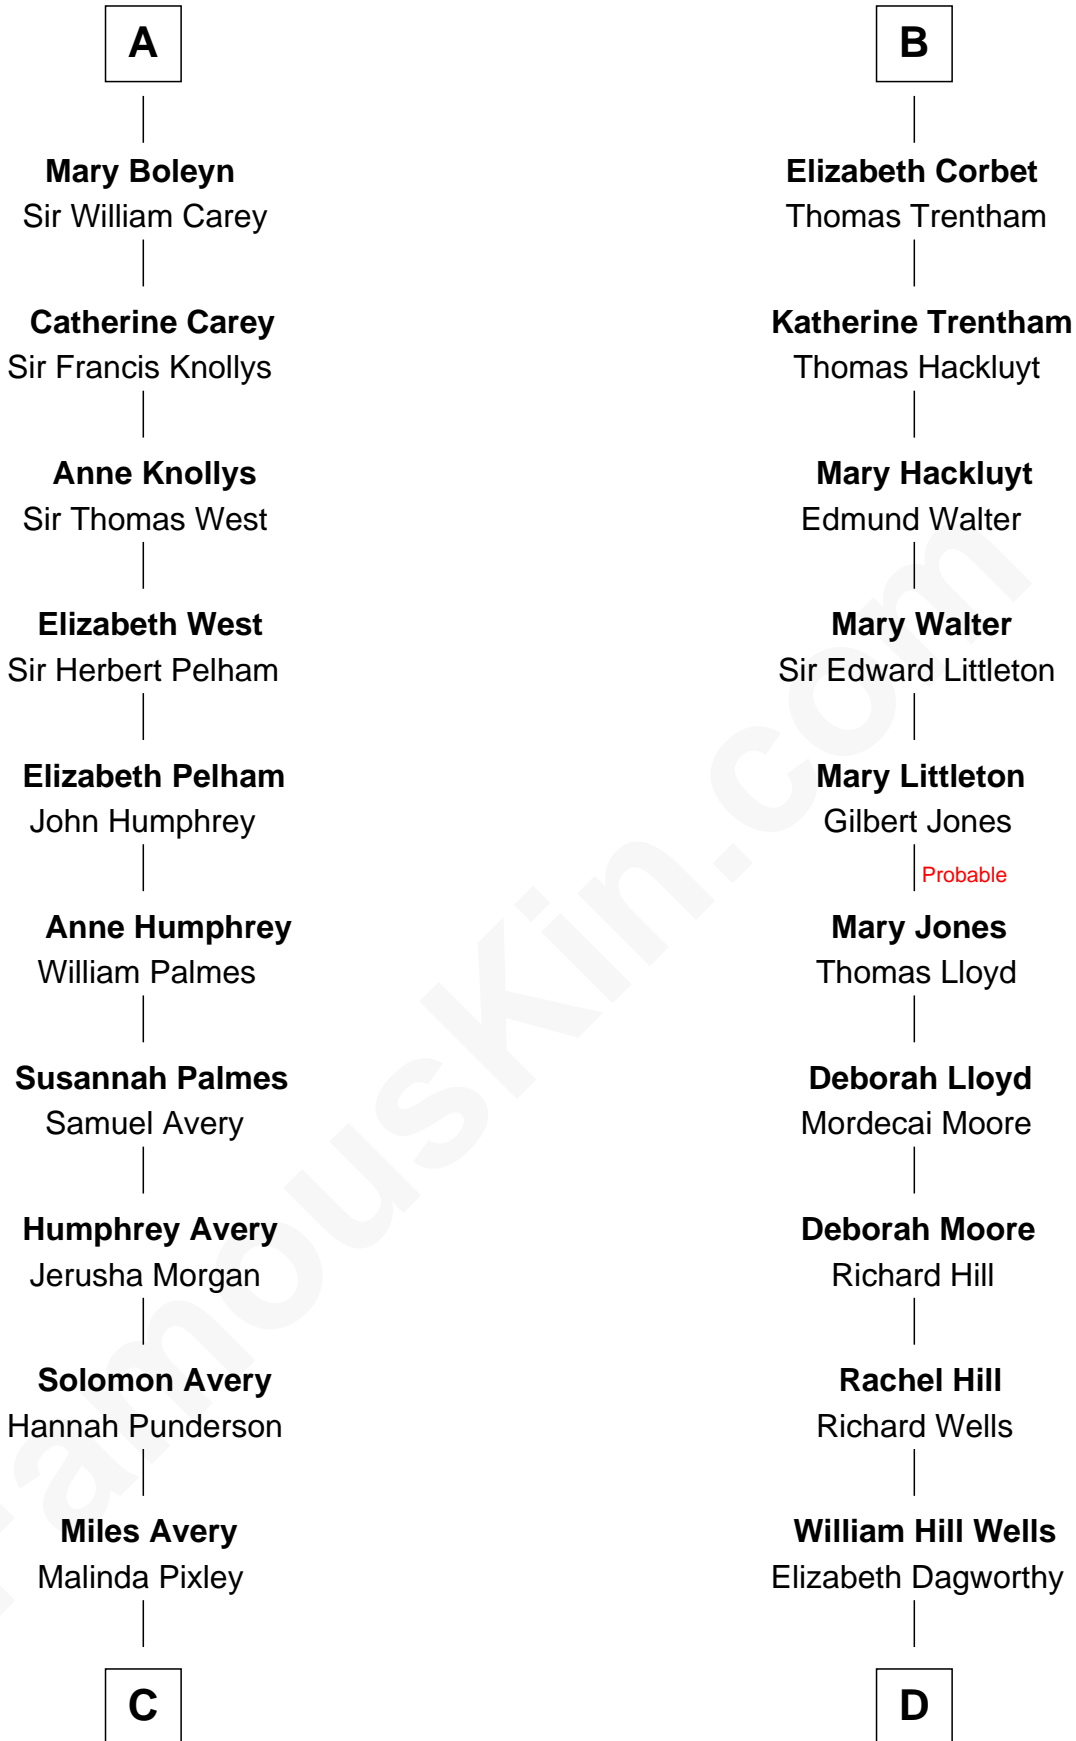 A
Mary Boleyn
Sir William Carey
Catherine Carey
Sir Francis Knollys
Anne Knollys
Sir Thomas West
Elizabeth West
Sir Herbert Pelham
Elizabeth Pelham
John Humphrey
Anne Humphrey
William Palmes
Susannah Palmes
Samuel Avery
Humphrey Avery
Jerusha Morgan
Solomon Avery
Hannah Punderson
Miles Avery
Malinda Pixley
C
B
Elizabeth Corbet
Thomas Trentham
Katherine Trentham
Thomas Hackluyt
Mary Hackluyt
Edmund Walter
Mary Walter
Sir Edward Littleton
Mary Littleton
Gilbert Jones
Probable
Mary Jones
Thomas Lloyd
Deborah Lloyd
Mordecai Moore
Deborah Moore
Richard Hill
Rachel Hill
Richard Wells
William Hill Wells
Elizabeth Dagworthy
D
FamousKin.com